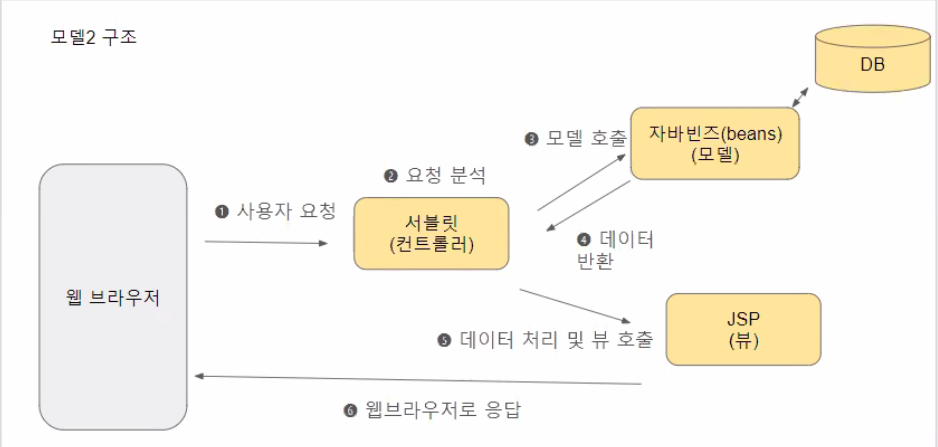 모델2 구조
DB
자바빈즈(beans)
(모델)
❸ 모델 호출
❷ 요청 분석
❶ 사용자 요청
서블릿
(컨트롤러)
❹ 데이터
반환
웹 브라우저
JSP
(뷰)
❺ 데이터 처리 및 뷰 호출
❻ 웹브라우저로 응답